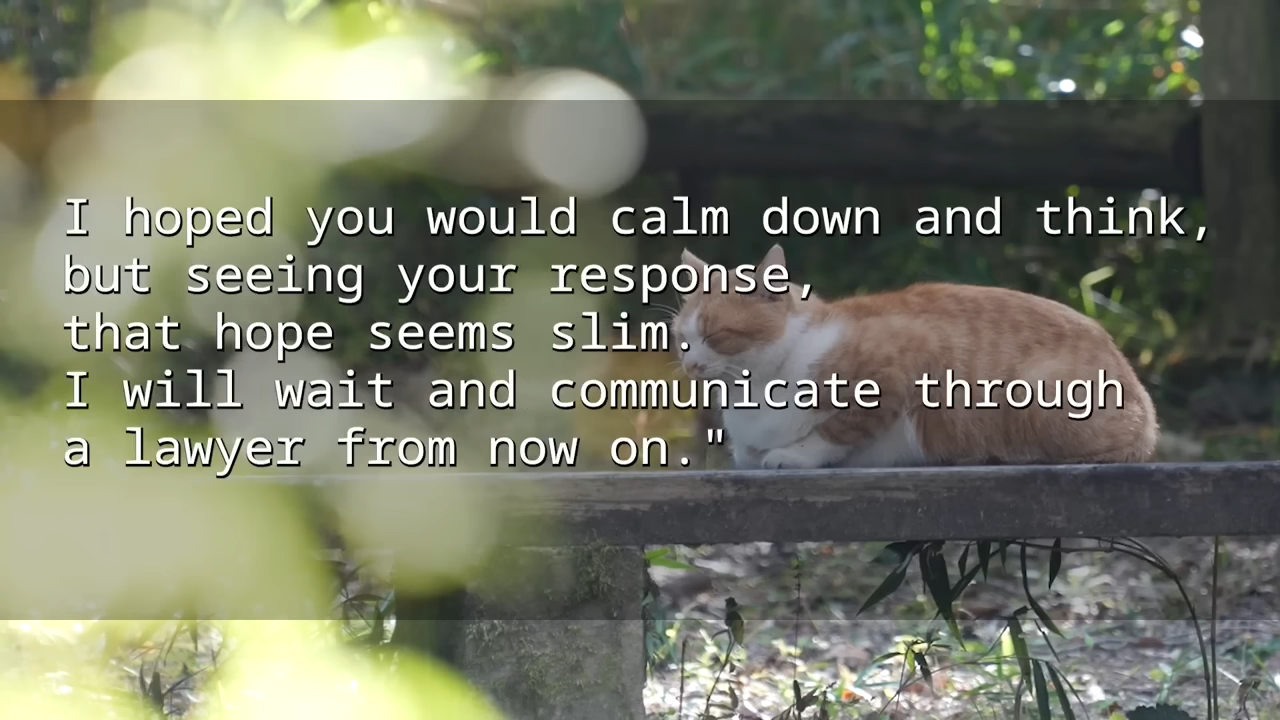 I hoped you would calm down and think,
but seeing your response,
that hope seems slim.
I will wait and communicate through
a lawyer from now on."